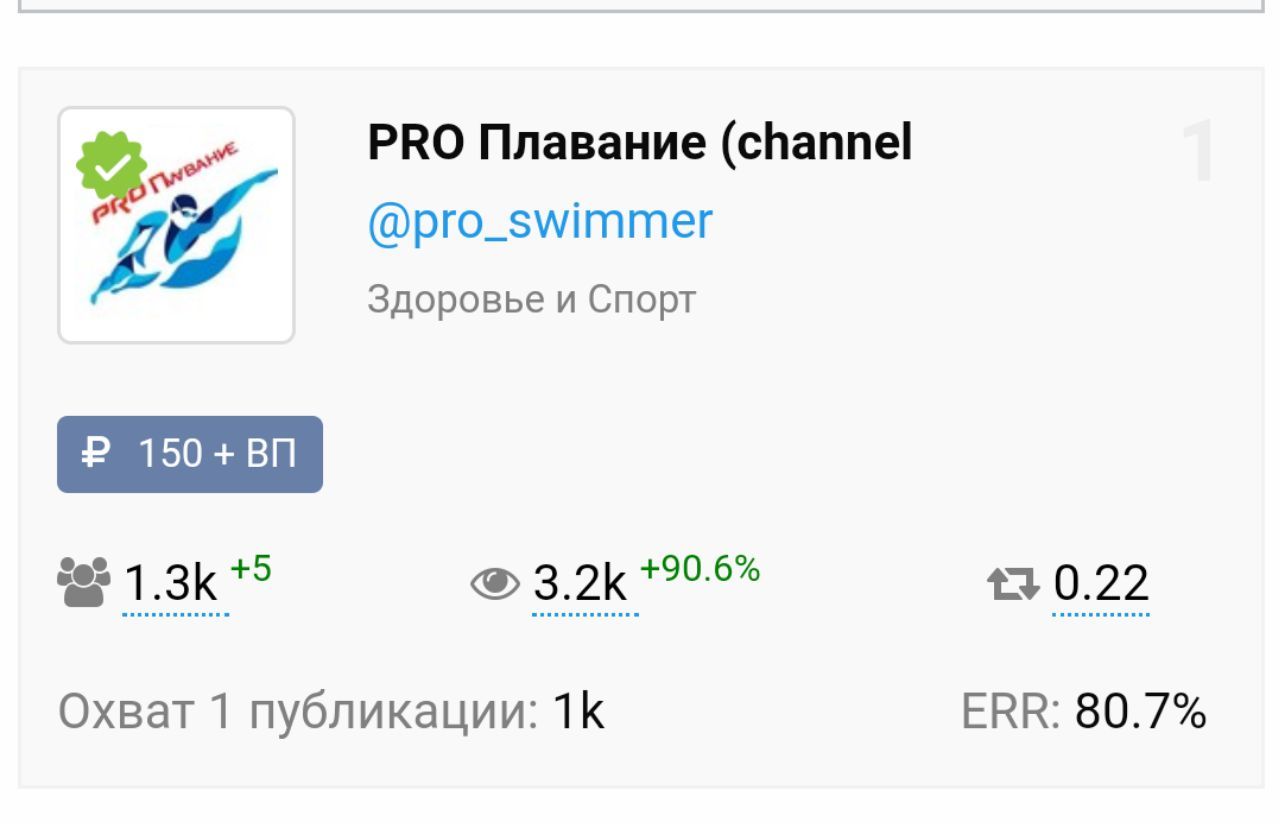 PRO Плавание (channel
1
@pro_swimmer
Здоровье и Спорт
PRO Плавание
₽ 150 + ВП
1.3k +5
3.2k +90.6%
0.22
Охват 1 публикации: 1k
ERR: 80.7%